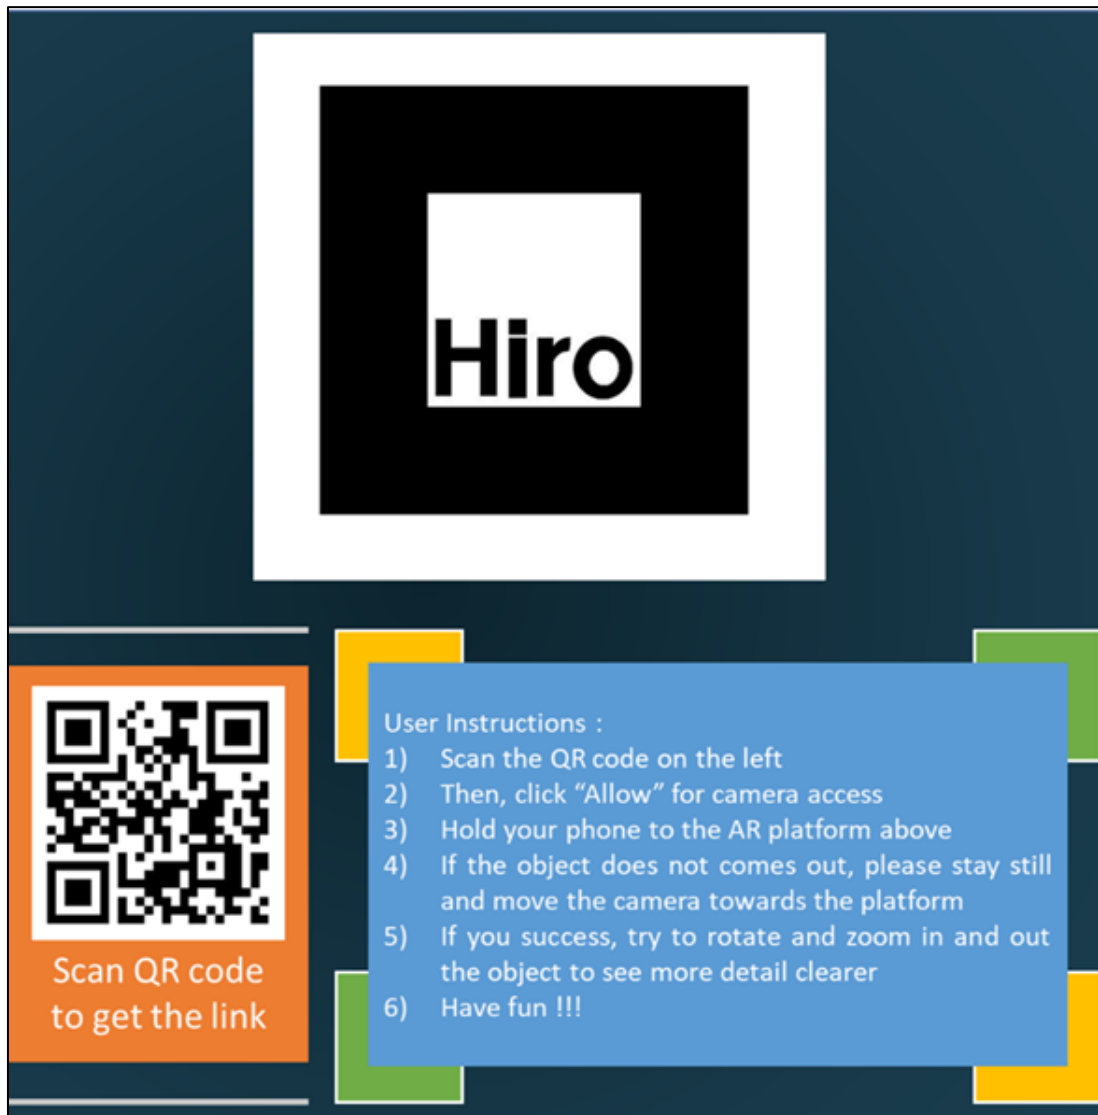 Hiro
Scan QR code
to get the link
User Instructions :
1) Scan the QR code on the left
2) Then, click “Allow” for camera access
3) Hold your phone to the AR platform above
4) If the object does not comes out, please stay still
and move the camera towards the platform
5) If you success, try to rotate and zoom in and out
the object to see more detail clearer
6) Have fun !!!